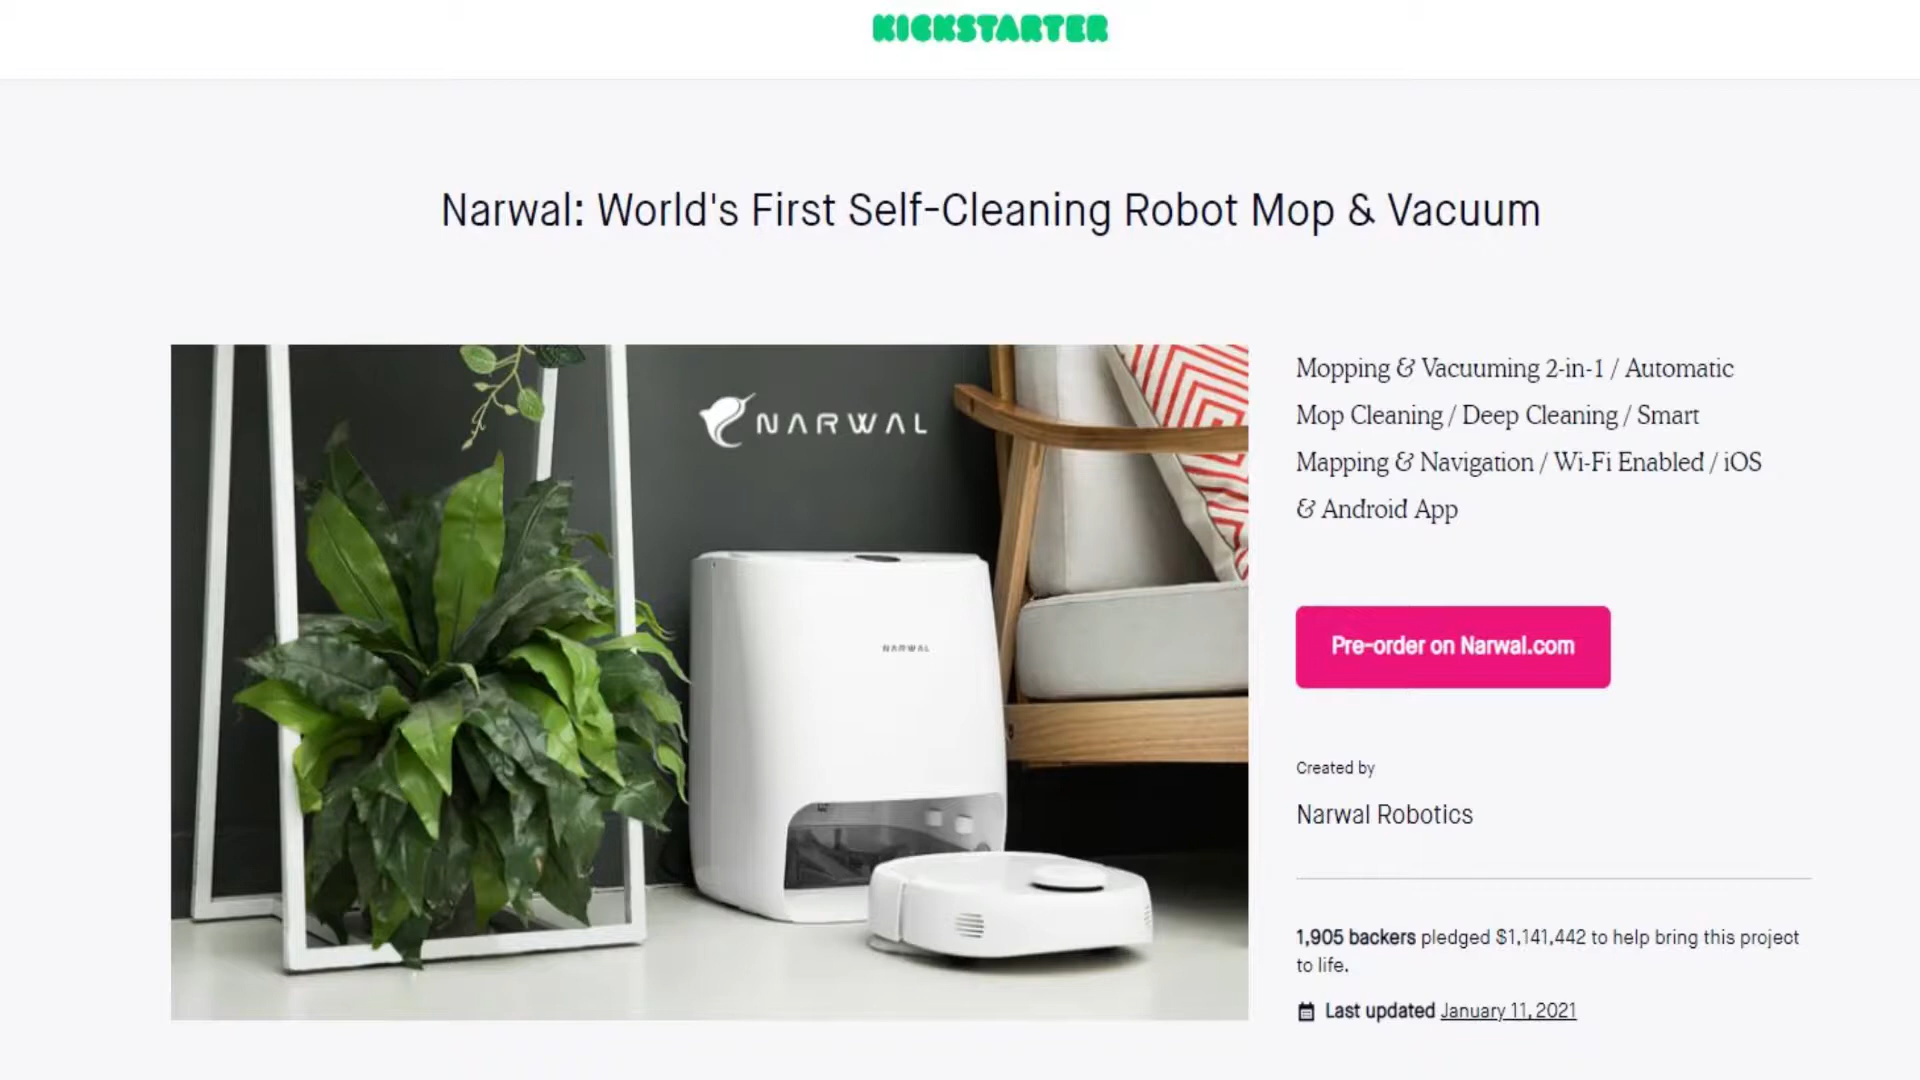 KICKSTARTER
Narwal: World's First Self-Cleaning Robot Mop & Vacuum
NARWAL
NARWAL
Mopping & Vacuuming 2-in-1 / Automatic
Mop Cleaning / Deep Cleaning / Smart
Mapping & Navigation / Wi-Fi Enabled / iOS
& Android App
Pre-order on Narwal.com
Created by
Narwal Robotics
1,905 backers pledged $1,141,442 to help bring this project
to life.
Last updated January 11, 2021